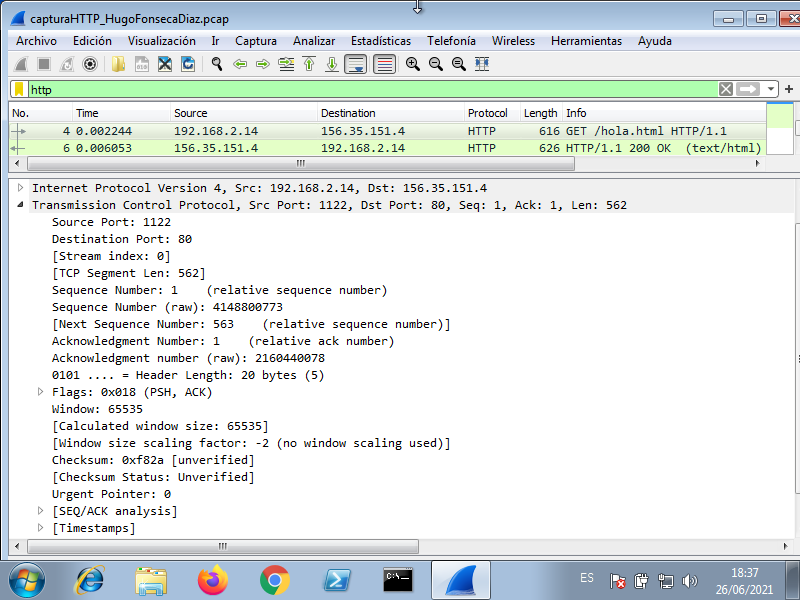 capturaHTTP_HugoFonsecaDiaz.pcap
Archivo Edición Visualización Ir Captura Analizar Estadísticas Telefonía Wireless Herramientas Ayuda
http
No. Time Source Destination Protocol Length Info
4 0.002244 192.168.2.14 156.35.151.4 HTTP 616 GET /hola.html HTTP/1.1
6 0.006053 156.35.151.4 192.168.2.14 HTTP 626 HTTP/1.1 200 OK (text/html)
Internet Protocol Version 4, Src: 192.168.2.14, Dst: 156.35.151.4
Transmission Control Protocol, Src Port: 1122, Dst Port: 80, Seq: 1, Ack: 1, Len: 562
Source Port: 1122
Destination Port: 80
[Stream index: 0]
[TCP Segment Len: 562]
Sequence Number: 1 (relative sequence number)
Sequence Number (raw): 4148800773
[Next Sequence Number: 563 (relative sequence number)]
Acknowledgment Number: 1 (relative ack number)
Acknowledgment number (raw): 2160440078
0101 .... = Header Length: 20 bytes (5)
Flags: 0x018 (PSH, ACK)
Window: 65535
[Calculated window size: 65535]
[Window size scaling factor: -2 (no window scaling used)]
Checksum: 0xf82a [unverified]
[Checksum Status: Unverified]
Urgent Pointer: 0
[SEQ/ACK analysis]
[Timestamps]
C:\_
ES
18:37
26/06/2021